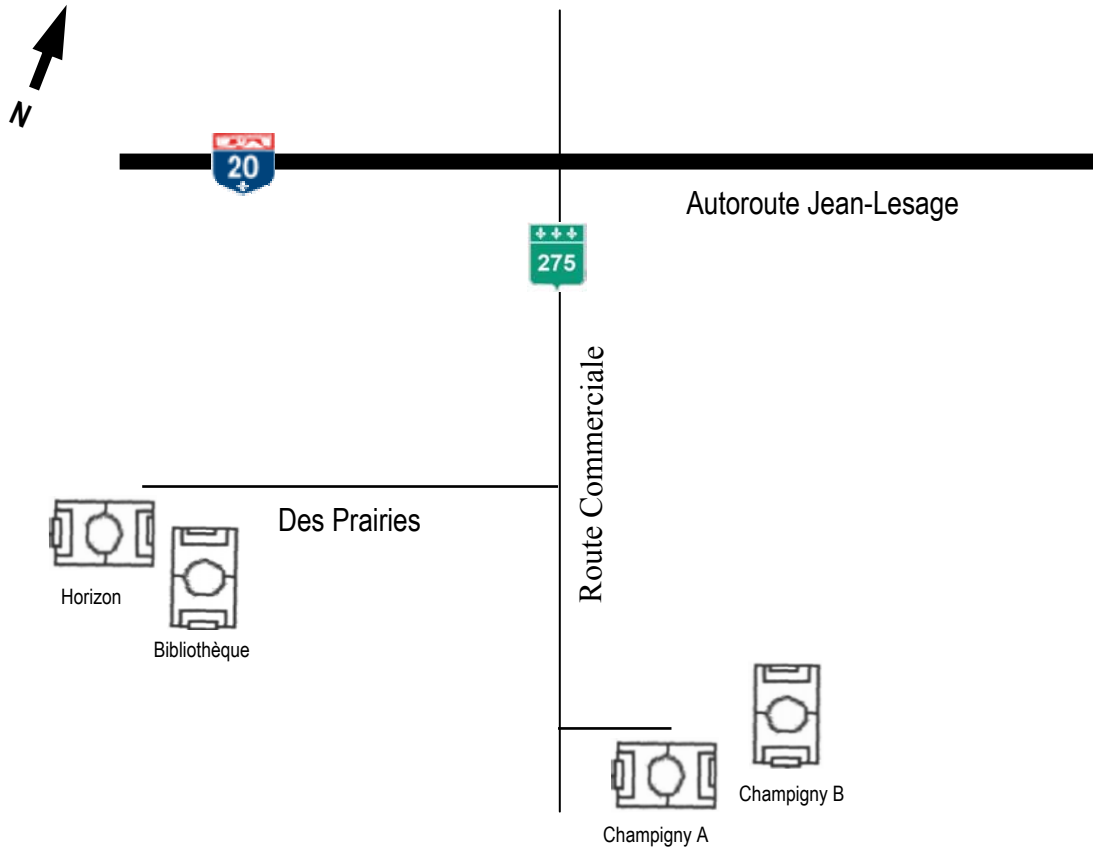 N
20
Autoroute Jean-Lesage
275
Route Commerciale
Des Prairies
Horizon
Bibliothèque
Champigny B
Champigny A